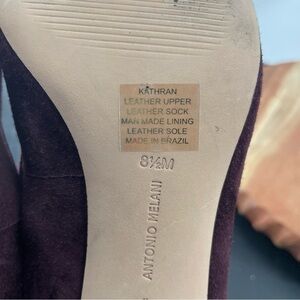 KATHRAN
LEATHER UPPER
LEATHER SOCK
MAN MADE LINING
LEATHER SOLE
MADE IN BRAZIL
8½M
ANTONIO MELANI